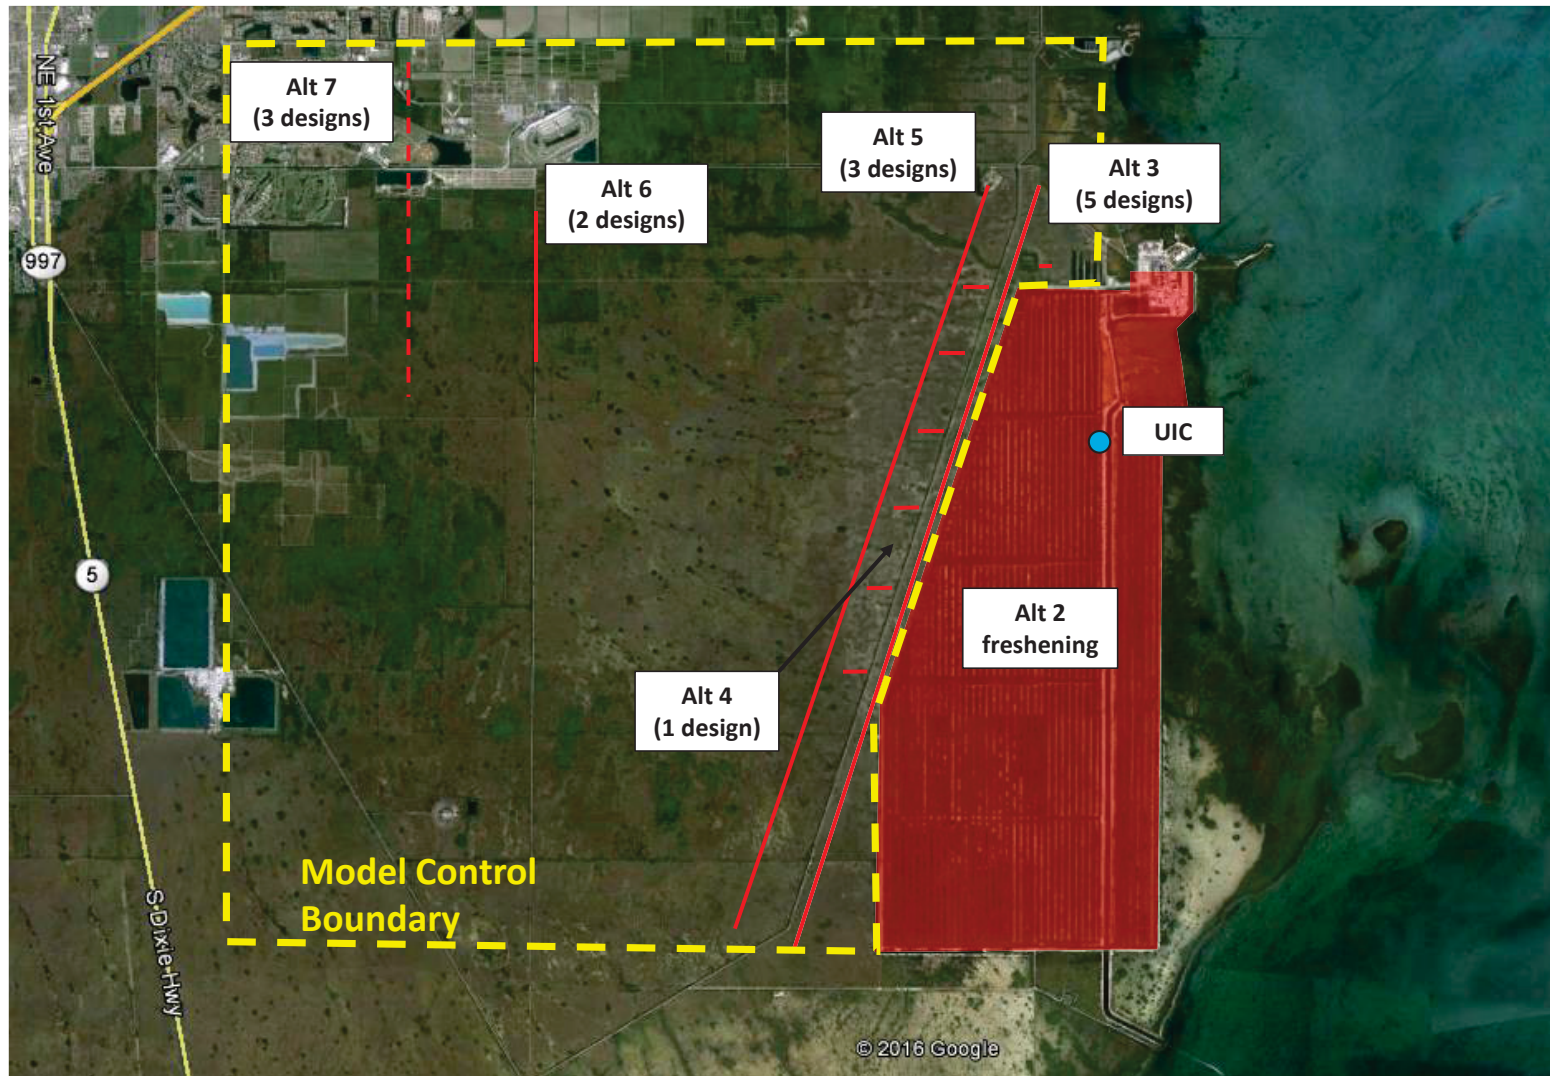 NE 1st Ave
Alt 7
(3 designs)
Alt 5
(3 designs)
Alt 3
(5 designs)
Alt 6
(2 designs)
997
UIC
5
Alt 2
freshening
Alt 4
(1 design)
Model Control
Boundary
S Dixie Hwy
© 2016 Google